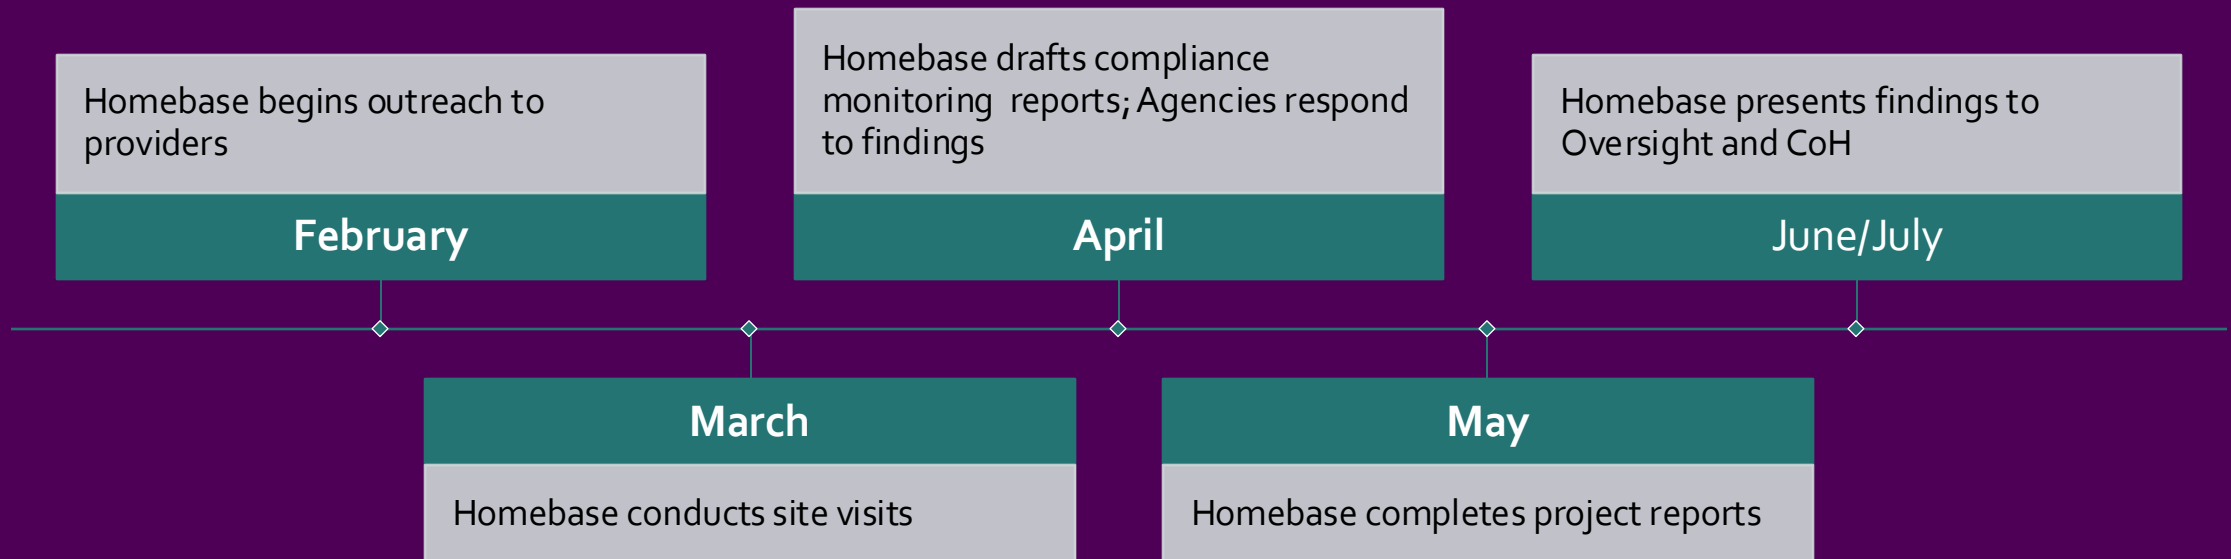 Homebase begins outreach to
providers
February
Homebase conducts site visits
March
Homebase drafts compliance
monitoring  reports; Agencies respond
to findings
April
Homebase completes project reports
May
Homebase presents findings to
Oversight and CoH
June/July